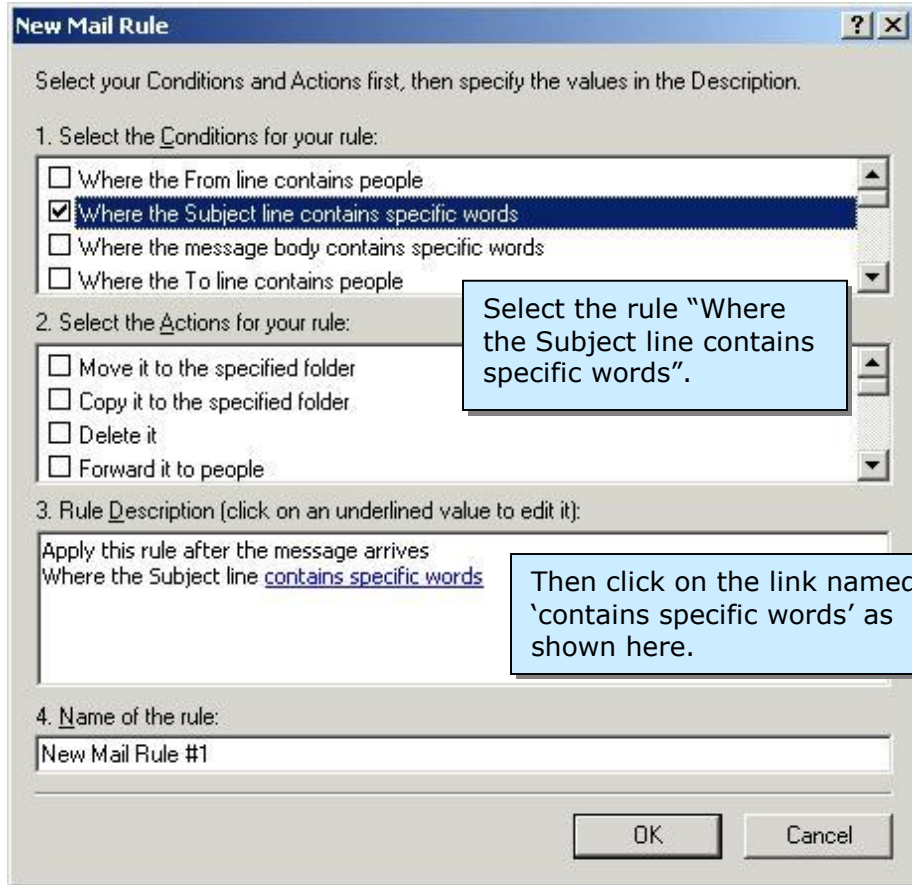 New Mail Rule
Select your Conditions and Actions first, then specify the values in the Description.
1. Select the Conditions for your rule:
Where the From line contains people
Where the Subject line contains specific words
Where the message body contains specific words
Where the To line contains people
Select the rule “Where
the Subject line contains
specific words”.
2. Select the Actions for your rule:
Move it to the specified folder
Copy it to the specified folder
Delete it
Forward it to people
3. Rule Description (click on an underlined value to edit it):
Apply this rule after the message arrives
Where the Subject line contains specific words
Then click on the link named
‘contains specific words’ as
shown here.
4. Name of the rule:
New Mail Rule #1
OK
Cancel